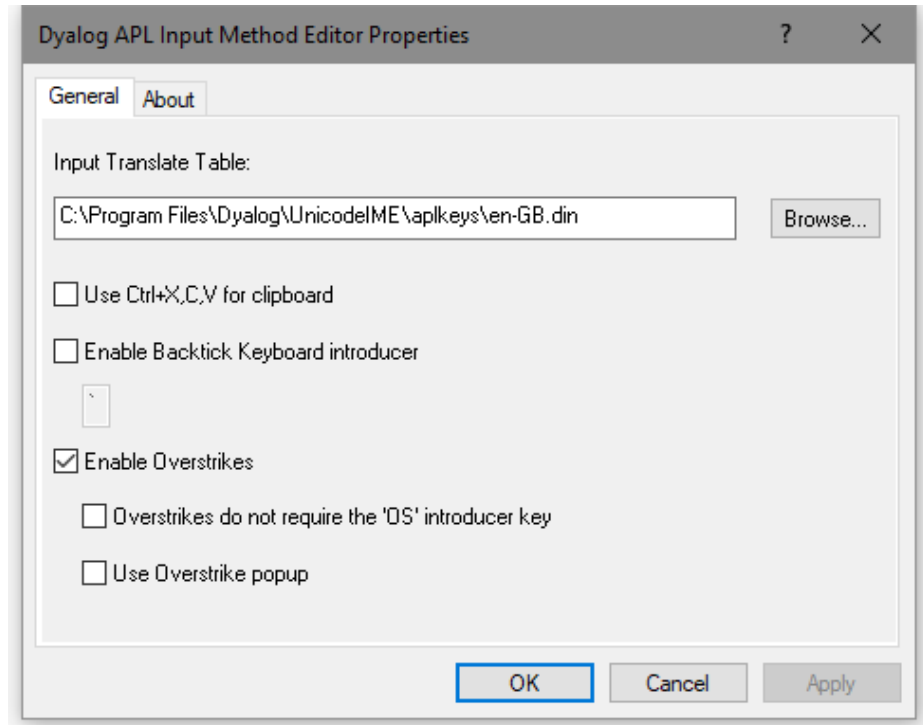 Dyalog APL Input Method Editor Properties ?
General About
Input Translate Table:
C:\Program Files\Dyalog\UnicodeIME\aplkeys\en-GB.din Browse...
Use Ctrl+X,C,V for clipboard
Enable Backtick Keyboard introducer
`
Enable Overstrikes
Overstrikes do not require the 'OS' introducer key
Use Overstrike popup
OK Cancel Apply